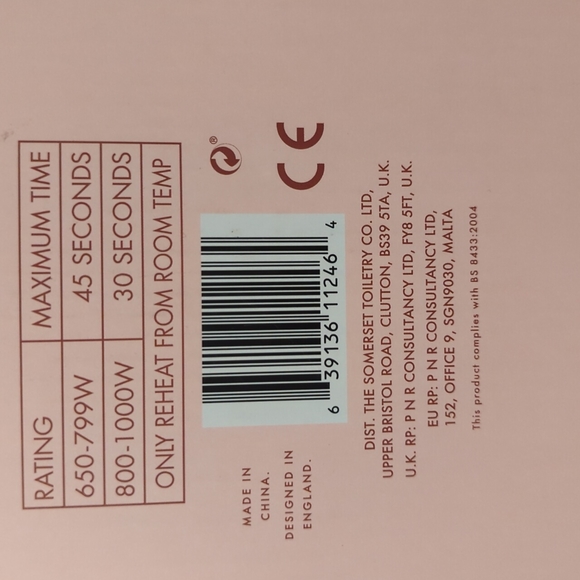 RATING MAXIMUM TIME
650-799W 45 SECONDS
800-1000W 30 SECONDS
ONLY REHEAT FROM ROOM TEMP
MADE IN
CHINA.
DESIGNED IN
ENGLAND.
6 39136 11246 4
®
CE
DIST. THE SOMERSET TOILETRY CO. LTD,
UPPER BRISTOL ROAD, CLUTTON, BS39 5TA, U.K.
U.K. RP: P N R CONSULTANCY LTD, FY8 5FT, U.K.
EU RP: P N R CONSULTANCY LTD,
152, OFFICE 9, SGN9030, MALTA
This product complies with BS 8433:2004